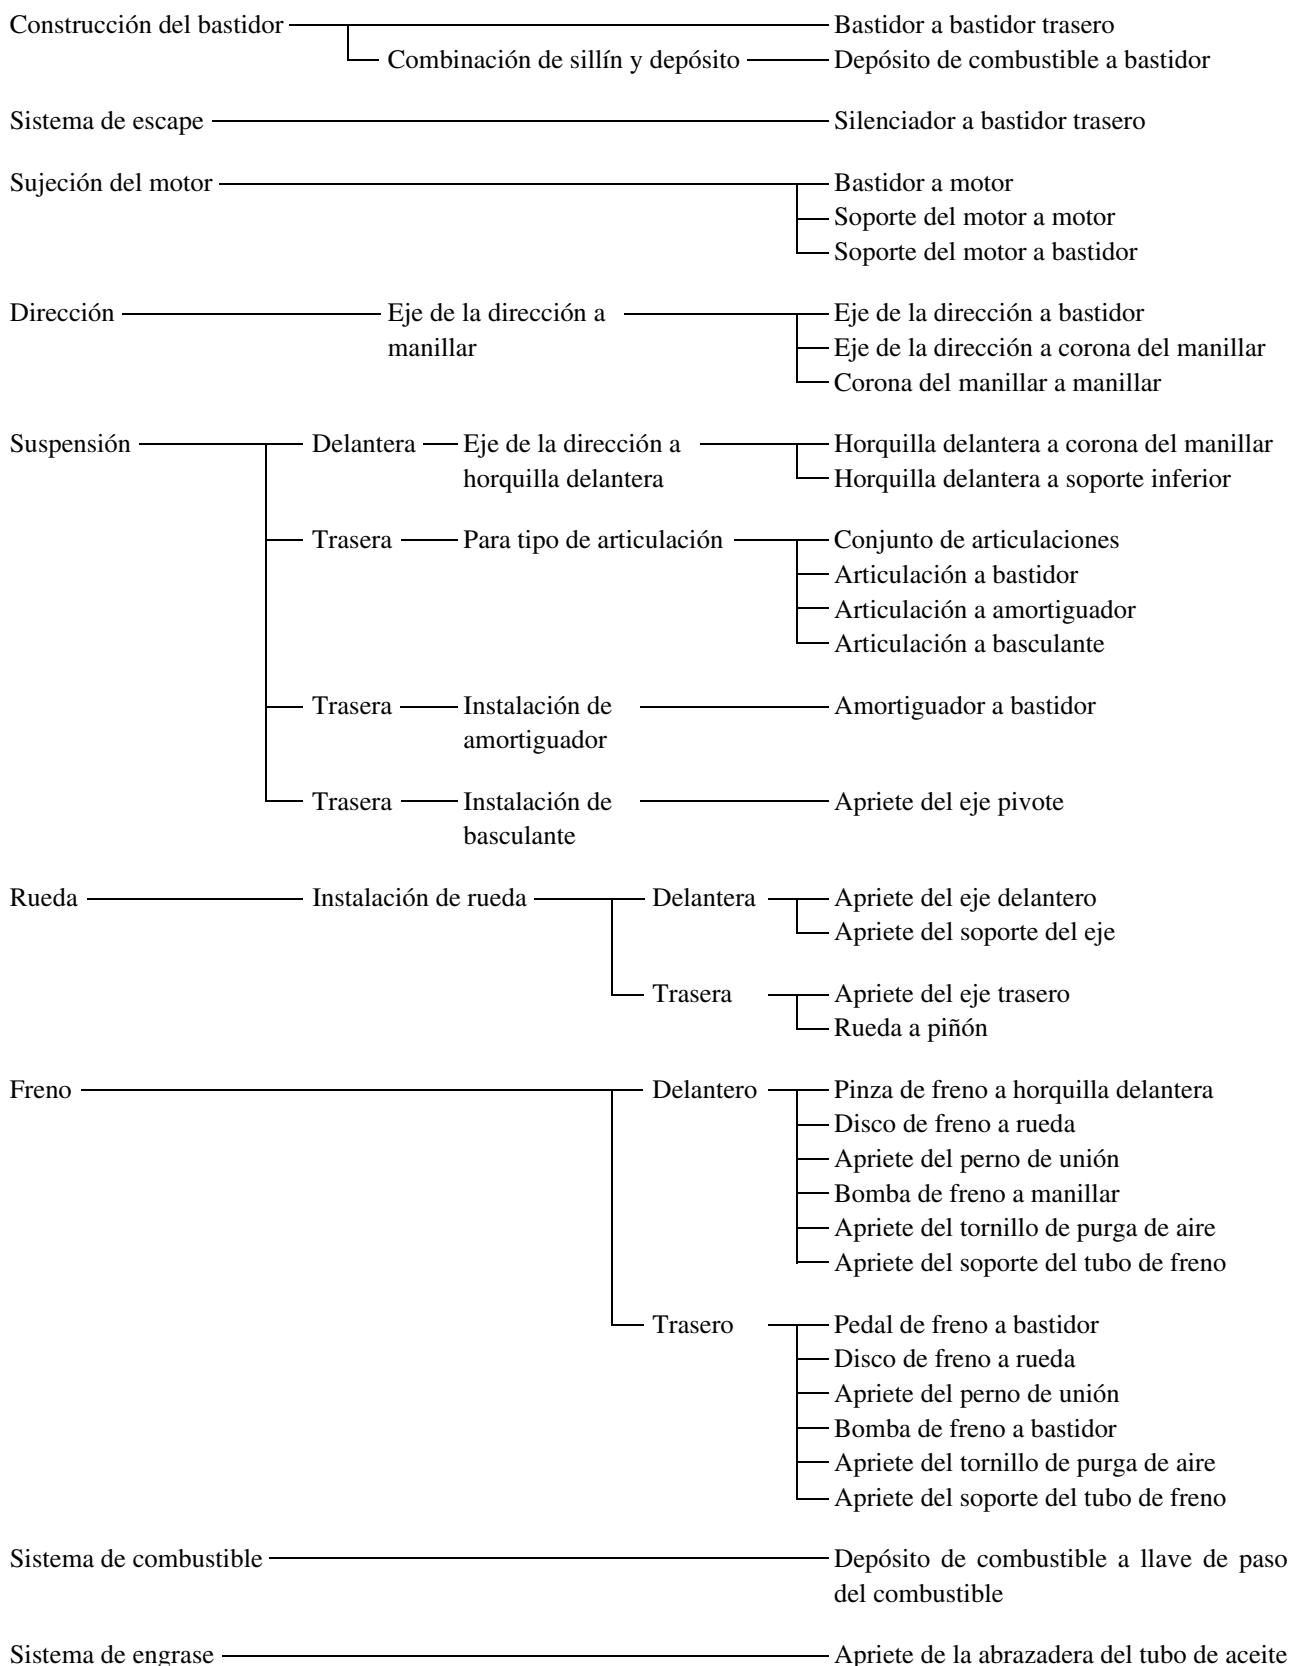 Construcción del bastidor Bastidor a bastidor trasero
Combinación de sillín y depósito Depósito de combustible a bastidor
Sistema de escape Silenciador a bastidor trasero
Sujeción del motor Bastidor a motor
Soporte del motor a motor
Soporte del motor a bastidor
Dirección Eje de la dirección a Eje de la dirección a bastidor
manillar Eje de la dirección a corona del manillar
Corona del manillar a manillar
Suspensión Delantera Eje de la dirección a Horquilla delantera a corona del manillar
horquilla delantera Horquilla delantera a soporte inferior
Trasera Para tipo de articulación Conjunto de articulaciones
Articulación a bastidor
Articulación a amortiguador
Articulación a basculante
Trasera Instalación de Amortiguador a bastidor
amortiguador
Trasera Instalación de Apriete del eje pivote
basculante
Rueda Instalación de rueda Delantera Apriete del eje delantero
Apriete del soporte del eje
Trasera Apriete del eje trasero
Rueda a piñón
Freno Delantero Pinza de freno a horquilla delantera
Disco de freno a rueda
Apriete del perno de unión
Bomba de freno a manillar
Apriete del tornillo de purga de aire
Apriete del soporte del tubo de freno
Trasero Pedal de freno a bastidor
Disco de freno a rueda
Apriete del perno de unión
Bomba de freno a bastidor
Apriete del tornillo de purga de aire
Apriete del soporte del tubo de freno
Sistema de combustible Depósito de combustible a llave de paso
del combustible
Sistema de engrase Apriete de la abrazadera del tubo de aceite